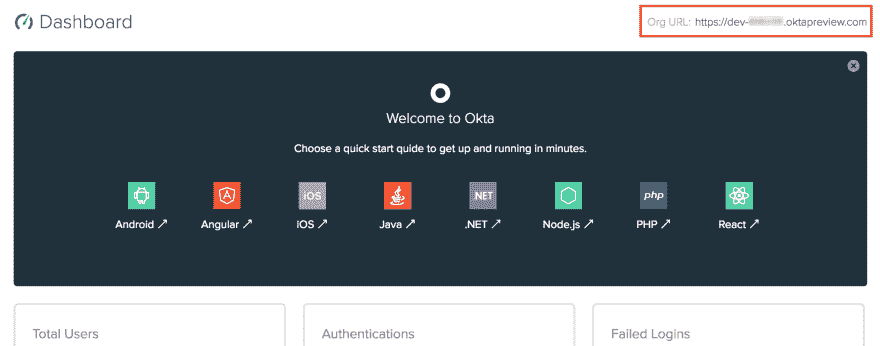 Dashboard
Org URL: https://dev-.oktapreview.com
Welcome to Okta
Choose a quick start guide to get up and running in minutes.
iOS
.NET
php
Android ↗
Angular ↗
iOS ↗
Java ↗
.NET ↗
Node.js ↗
PHP ↗
React ↗
Total Users
Authentications
Failed Logins